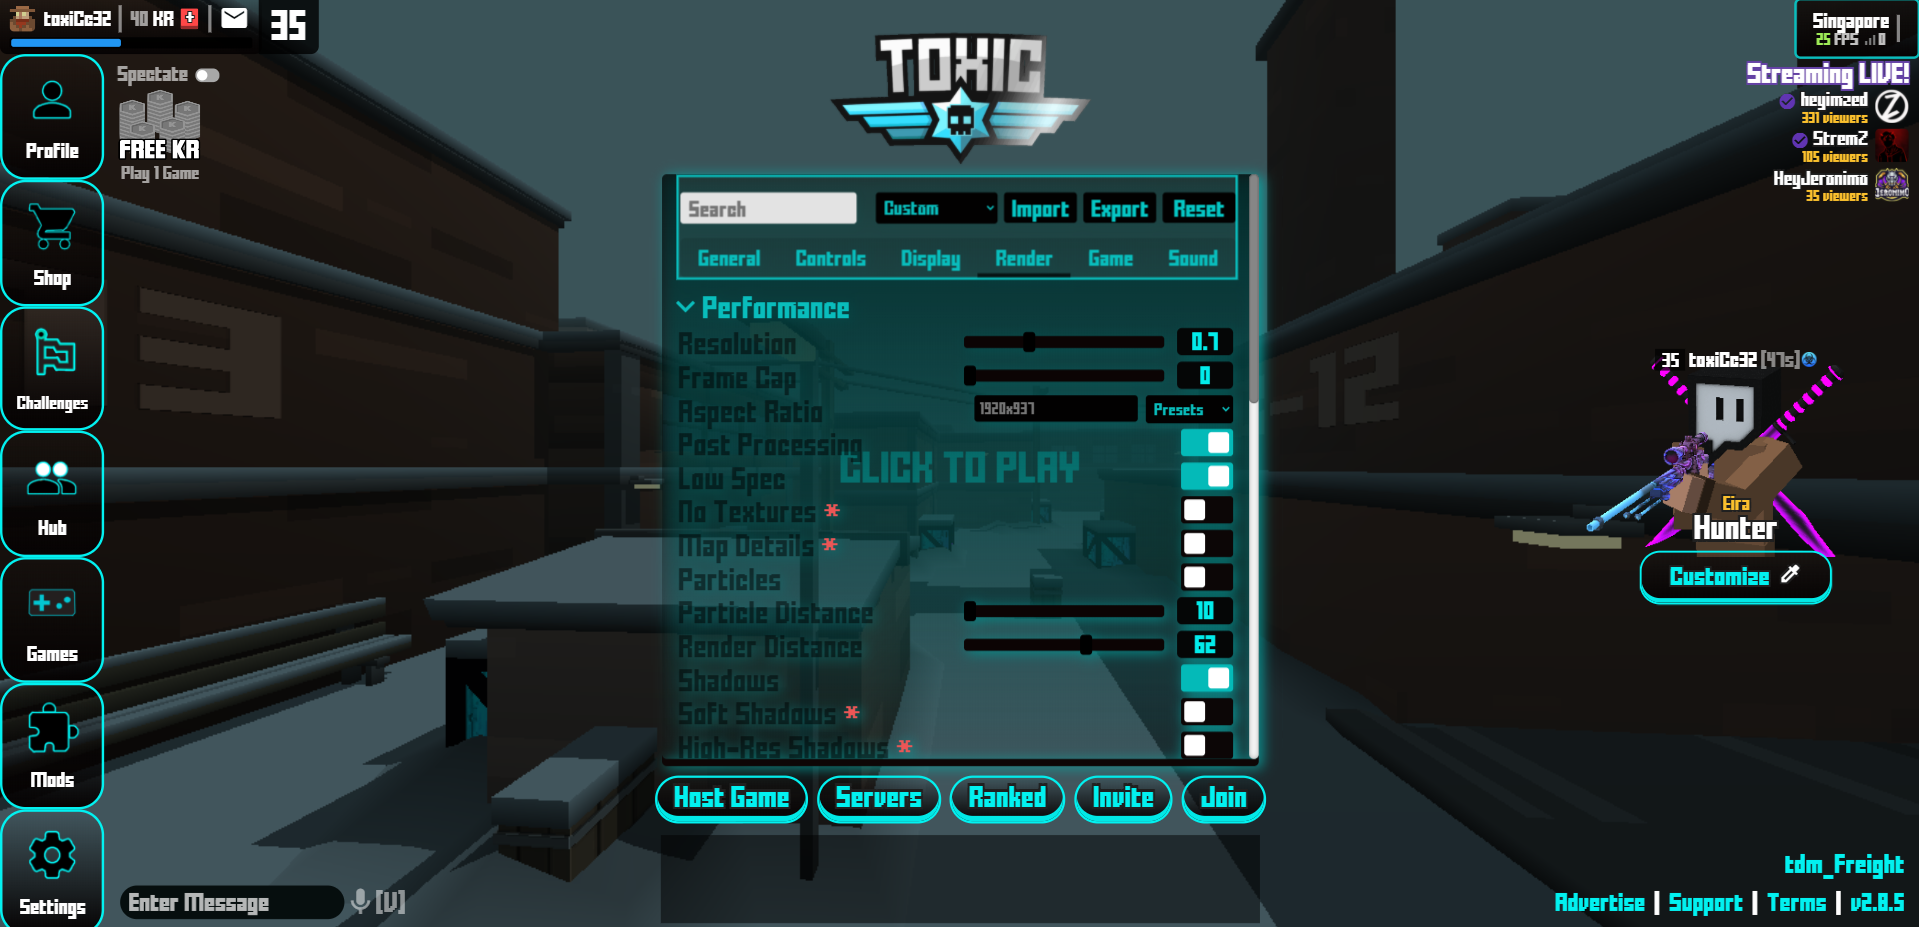 toxiCc32 | 40 KR
35
Spectate
FREE KR
Play 1 Game
Profile
Shop
Challenges
Hub
Games
Mods
Settings
TOXIC
Search
Custom
Import
Export
Reset
General
Controls
Display
Render
Game
Sound
Performance
Resolution
0.7
Frame Cap
0
Aspect Ratio
1920x937
Presets
Post Processing
CLICK TO PLAY
Low Spec
No Textures *
Map Details *
Particles
Particle Distance
10
Render Distance
62
Shadows
Soft Shadows *
High-Res Shadows *
Host Game
Servers
Ranked
Invite
Join
Enter Message
[U]
Singapore
25 FPS 0
Streaming LIVE!
heyimzed
331 viewers
StremZ
105 viewers
HeyJeronimo
35 viewers
3
-12
35 toxiCc32 [47s]
Eira
Hunter
Customize
tdm_Freight
Advertise | Support | Terms | v2.8.5